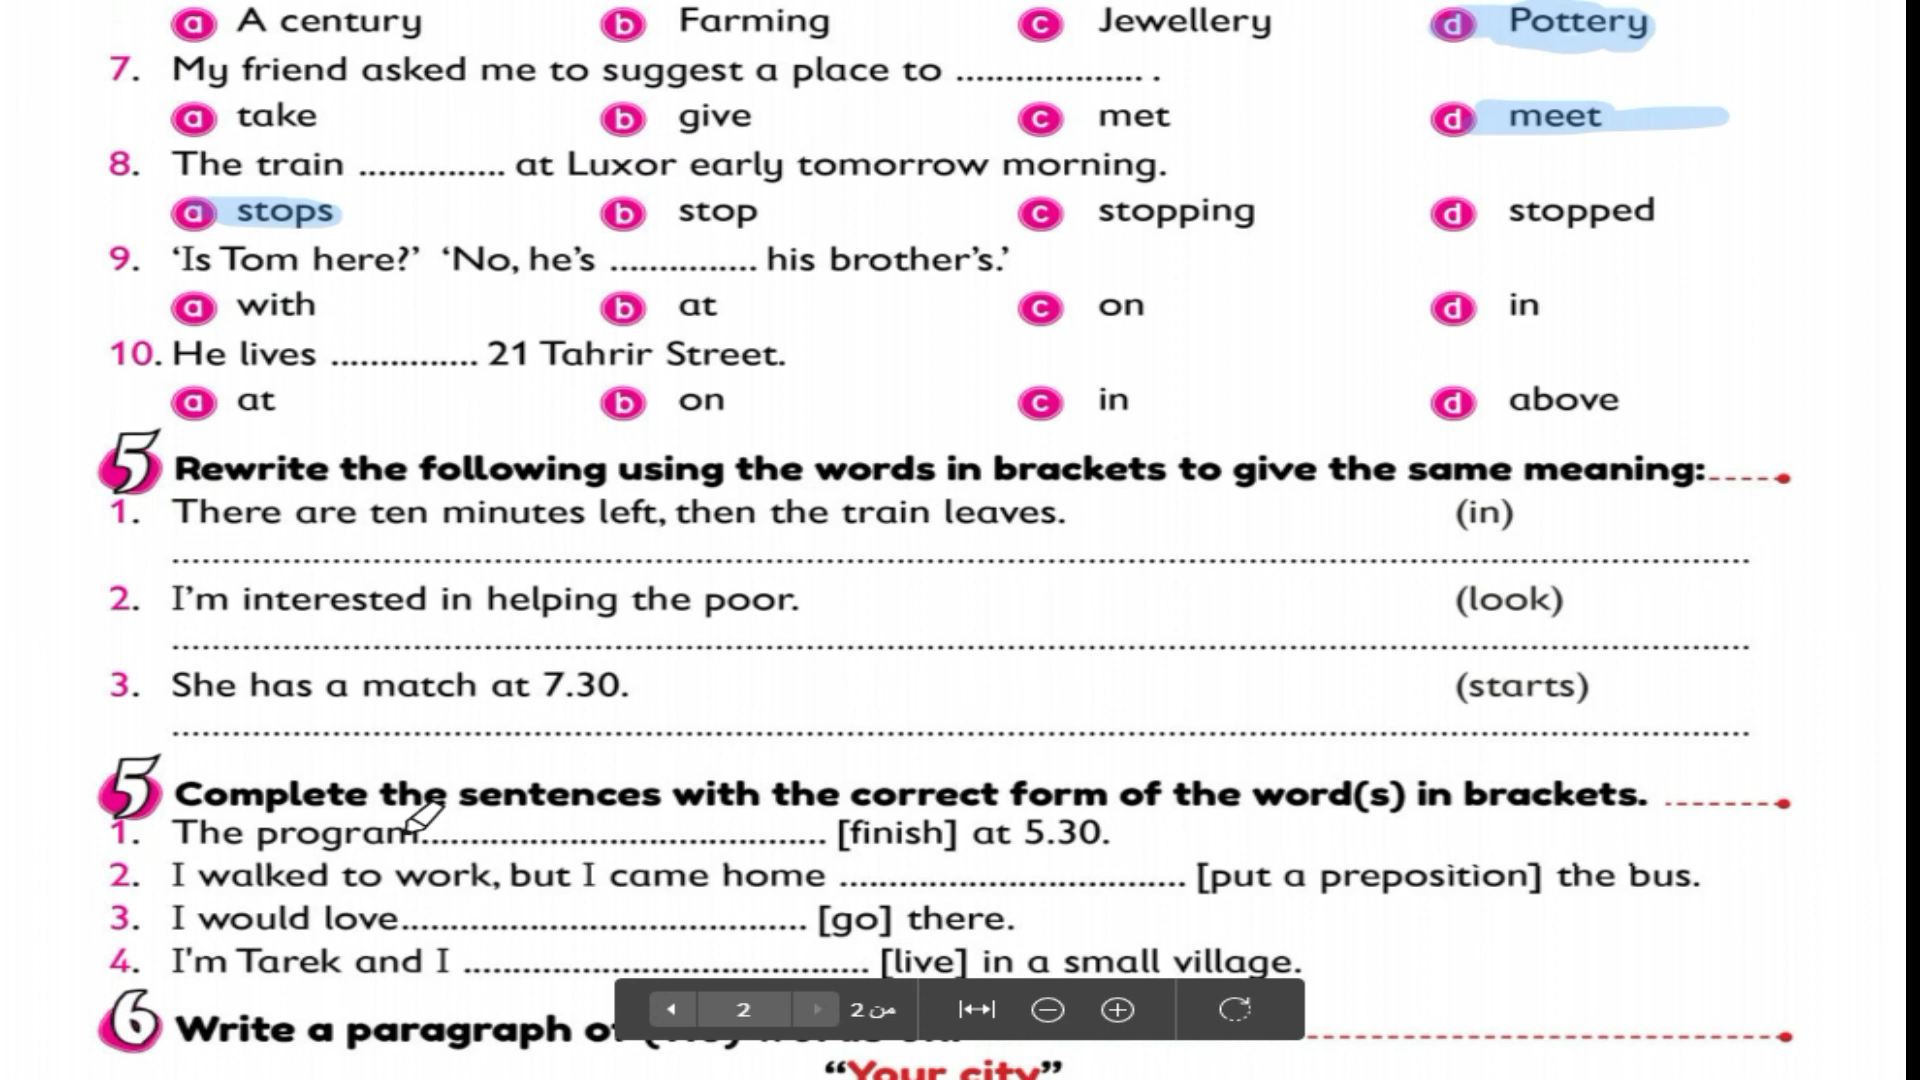 a A century b Farming c Jewellery d Pottery
7. My friend asked me to suggest a place to ................... .
a take b give c met d meet
8. The train ............... at Luxor early tomorrow morning.
a stops b stop c stopping d stopped
9. ‘Is Tom here?’ ‘No, he’s ............... his brother’s.’
a with b at c on d in
10. He lives ............... 21 Tahrir Street.
a at b on c in d above
5 Rewrite the following using the words in brackets to give the same meaning:
1. There are ten minutes left, then the train leaves. (in)
2. I’m interested in helping the poor. (look)
3. She has a match at 7.30. (starts)
5 Complete the sentences with the correct form of the word(s) in brackets.
1. The program......................................... [finish] at 5.30.
2. I walked to work, but I came home ................................... [put a preposition] the bus.
3. I would love......................................... [go] there.
4. I'm Tarek and I ......................................... [live] in a small village.
2 من 2
6 Write a paragraph of
“Your city”